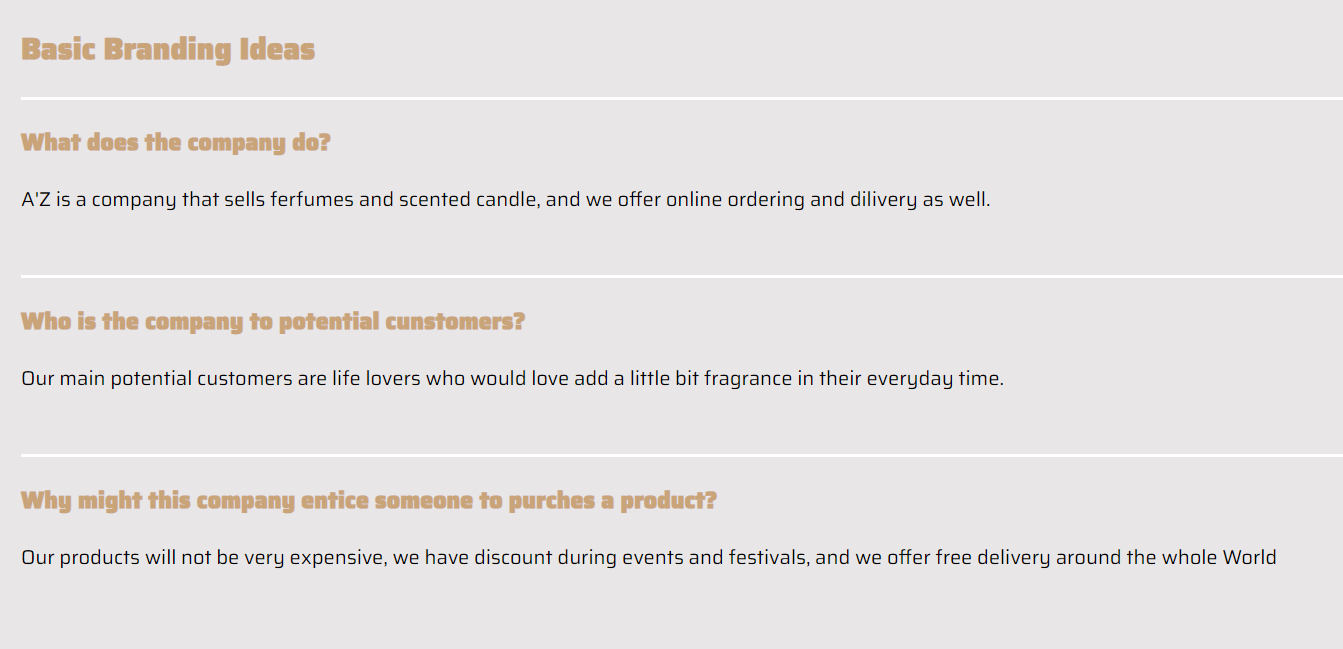 Basic Branding Ideas
What does the company do?
A'Z is a company that sells ferfumes and scented candle, and we offer online ordering and dilivery as well.
Who is the company to potential cunstomers?
Our main potential customers are life lovers who would love add a little bit fragrance in their everyday time.
Why might this company entice someone to purches a product?
Our products will not be very expensive, we have discount during events and festivals, and we offer free delivery around the whole World